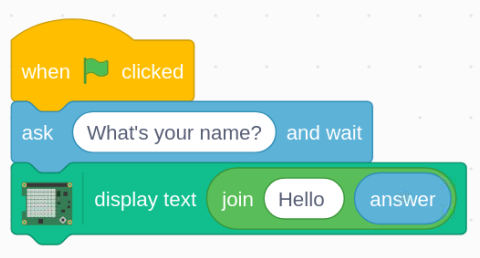 when clicked
ask What's your name? and wait
display text join Hello answer